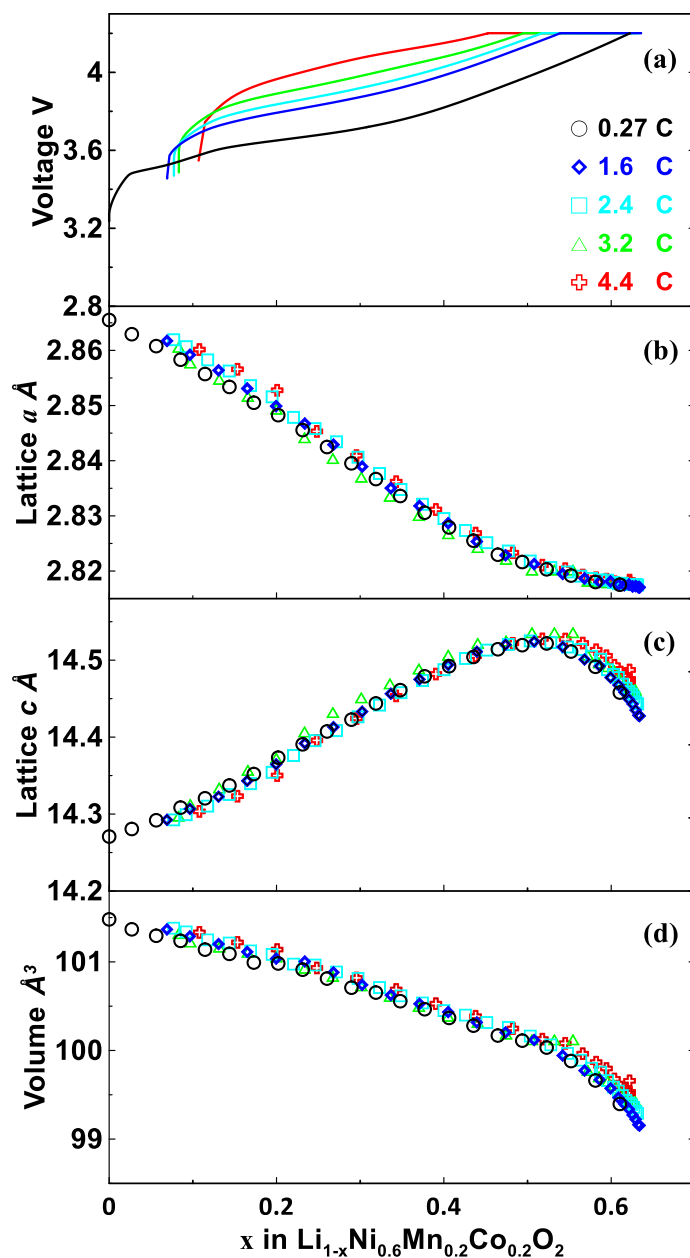 (a)
4
3.6
3.2
2.8
Voltage V
0.27 C
1.6 C
2.4 C
3.2 C
4.4 C
(b)
2.86
2.85
2.84
2.83
2.82
Lattice a Å
(c)
14.5
14.4
14.3
14.2
Lattice c Å
(d)
101
100
99
Volume Å³
0 0.2 0.4 0.6
x in Li₁₋ₓNi₀.₆Mn₀.₂Co₀.₂O₂